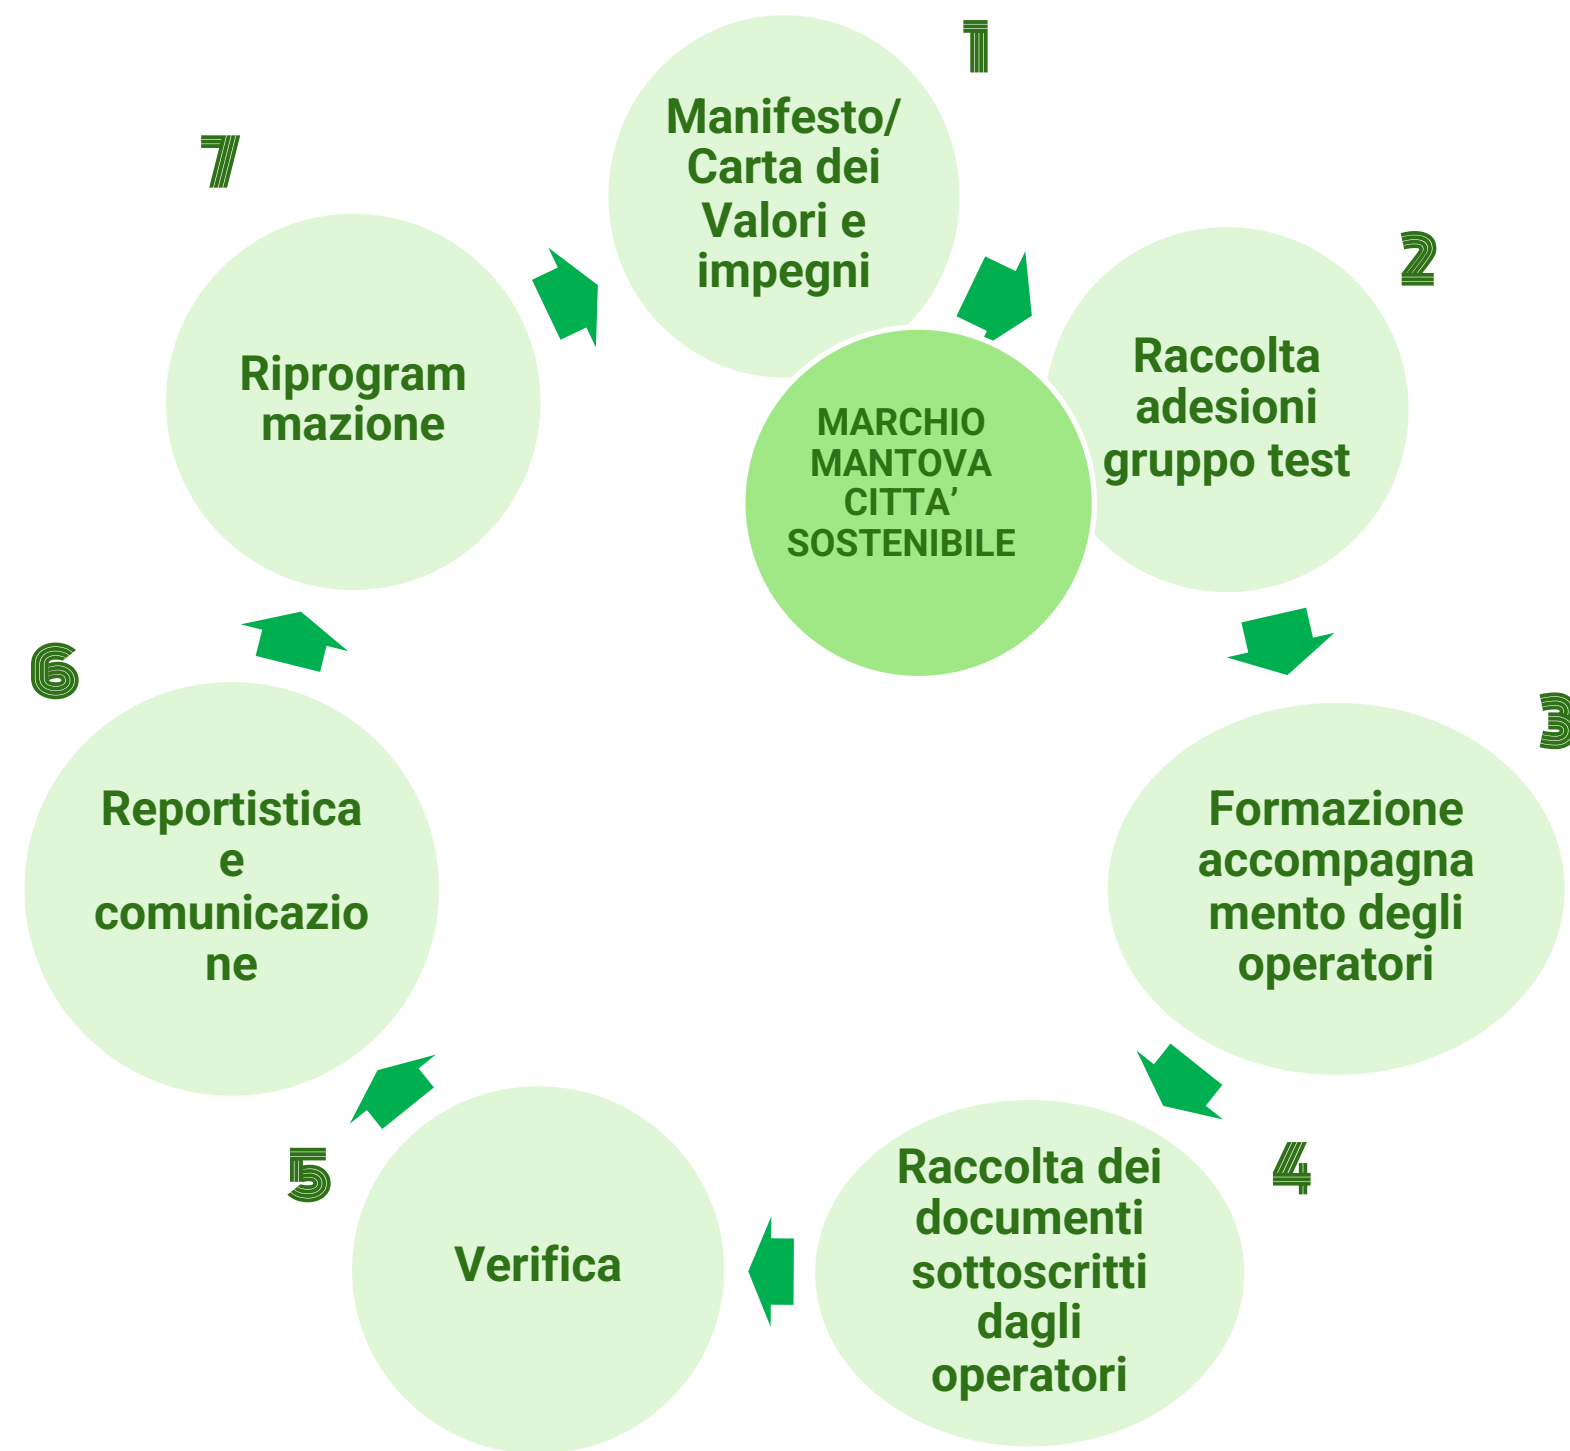 1
Manifesto/
Carta dei
Valori e
impegni
2
Raccolta
adesioni
gruppo test
MARCHIO
MANTOVA
CITTA’
SOSTENIBILE
3
Formazione
accompagna
mento degli
operatori
4
Raccolta dei
documenti
sottoscritti
dagli
operatori
5
Verifica
6
Reportistica
e
comunicazio
ne
7
Riprogram
mazione